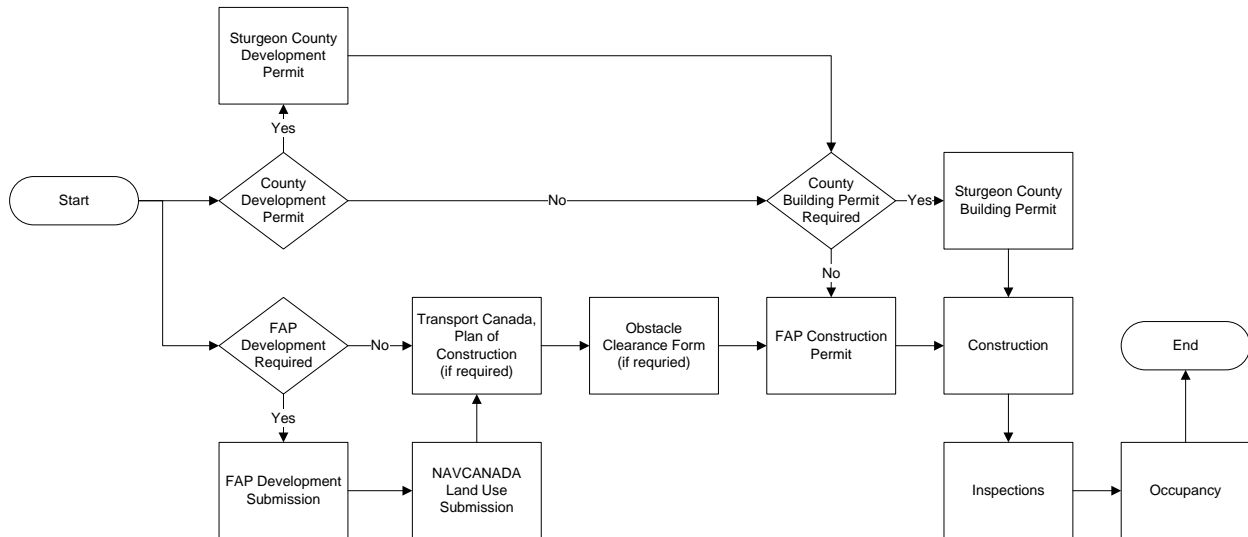 Sturgeon County
Development
Permit
Yes
Start
County
Development
Permit
No
County
Building Permit
Required
Yes
Sturgeon County
Building Permit
No
FAP
Development
Required
No
Transport Canada,
Plan of
Construction
(if required)
Obstacle
Clearance Form
(if requried)
FAP Construction
Permit
Construction
End
Yes
FAP Development
Submission
NAVCANADA
Land Use
Submission
Inspections
Occupancy